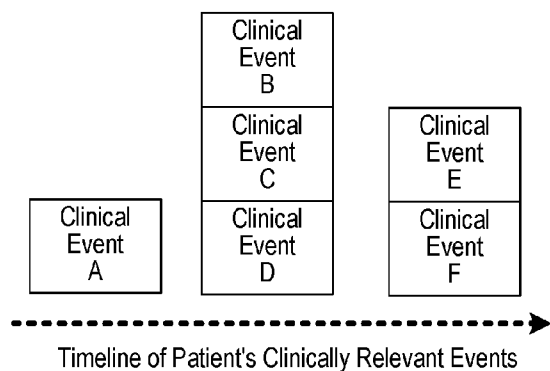 Clinical
Event
A
Clinical
Event
B
Clinical
Event
C
Clinical
Event
D
Clinical
Event
E
Clinical
Event
F
Timeline of Patient's Clinically Relevant Events